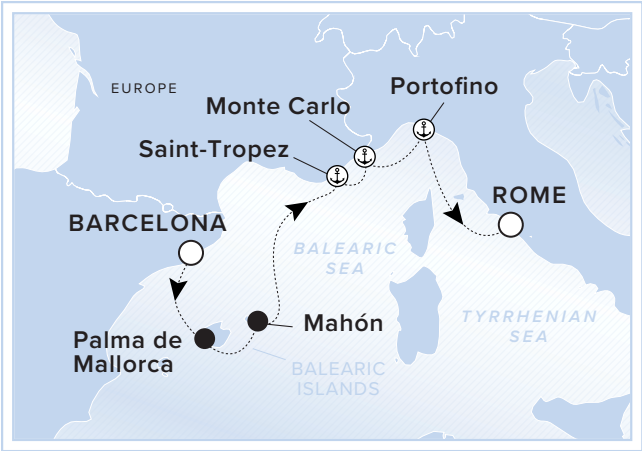 EUROPE
Portofino
Monte Carlo
Saint-Tropez
ROME
BARCELONA
BALEARIC
SEA
TYRRHENIAN
SEA
Mahón
Palma de
Mallorca
BALEARIC
ISLANDS